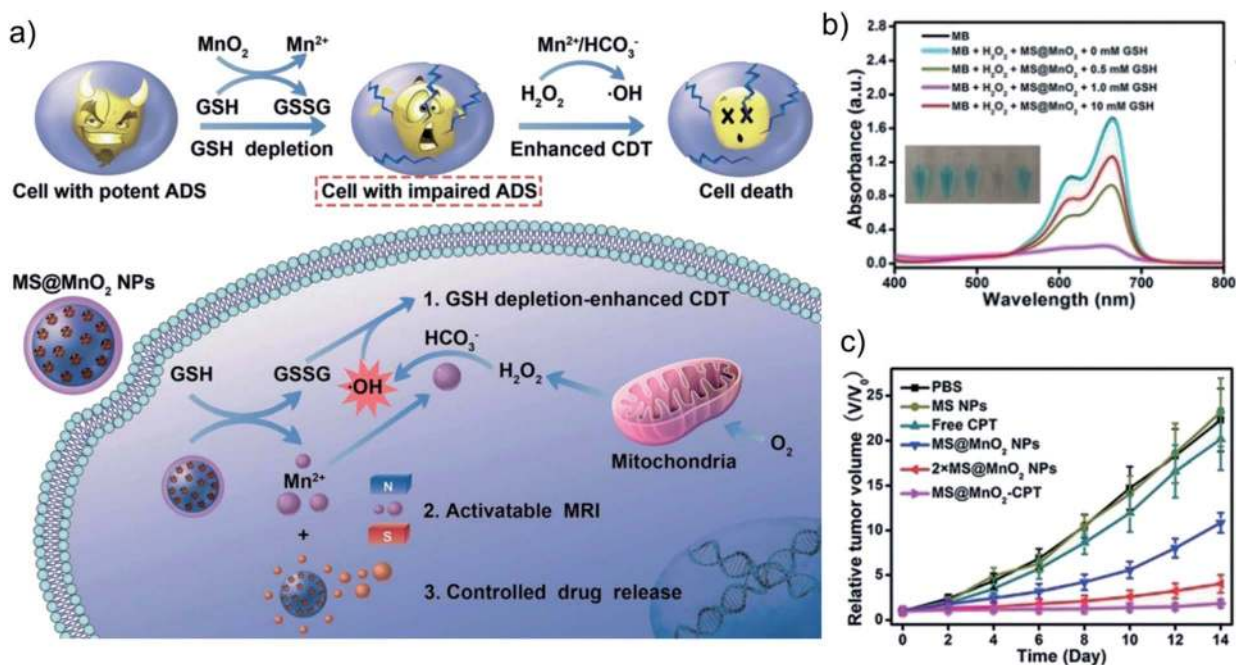 a)
MnO₂ Mn²⁺
GSH GSSG
GSH depletion
Mn²⁺/HCO₃⁻
H₂O₂ ·OH
Enhanced CDT
Cell with potent ADS
Cell with impaired ADS
Cell death
MS@MnO₂ NPs
1. GSH depletion-enhanced CDT
HCO₃⁻
GSH GSSG ·OH H₂O₂
Mitochondria
O₂
Mn²⁺
+
N
S
2. Activatable MRI
3. Controlled drug release
b)
MB
MB + H₂O₂ + MS@MnO₂ + 0 mM GSH
MB + H₂O₂ + MS@MnO₂ + 0.5 mM GSH
MB + H₂O₂ + MS@MnO₂ + 1.0 mM GSH
MB + H₂O₂ + MS@MnO₂ + 10 mM GSH
Absorbance (a.u.)
2.8
2.4
2.0
1.6
1.2
0.8
0.4
0.0
400 500 600 700 800
Wavelength (nm)
c)
PBS
MS NPs
Free CPT
MS@MnO₂ NPs
2×MS@MnO₂ NPs
MS@MnO₂-CPT
Relative tumor volume (V/V₀)
25
20
15
10
5
0
0 2 4 6 8 10 12 14
Time (Day)